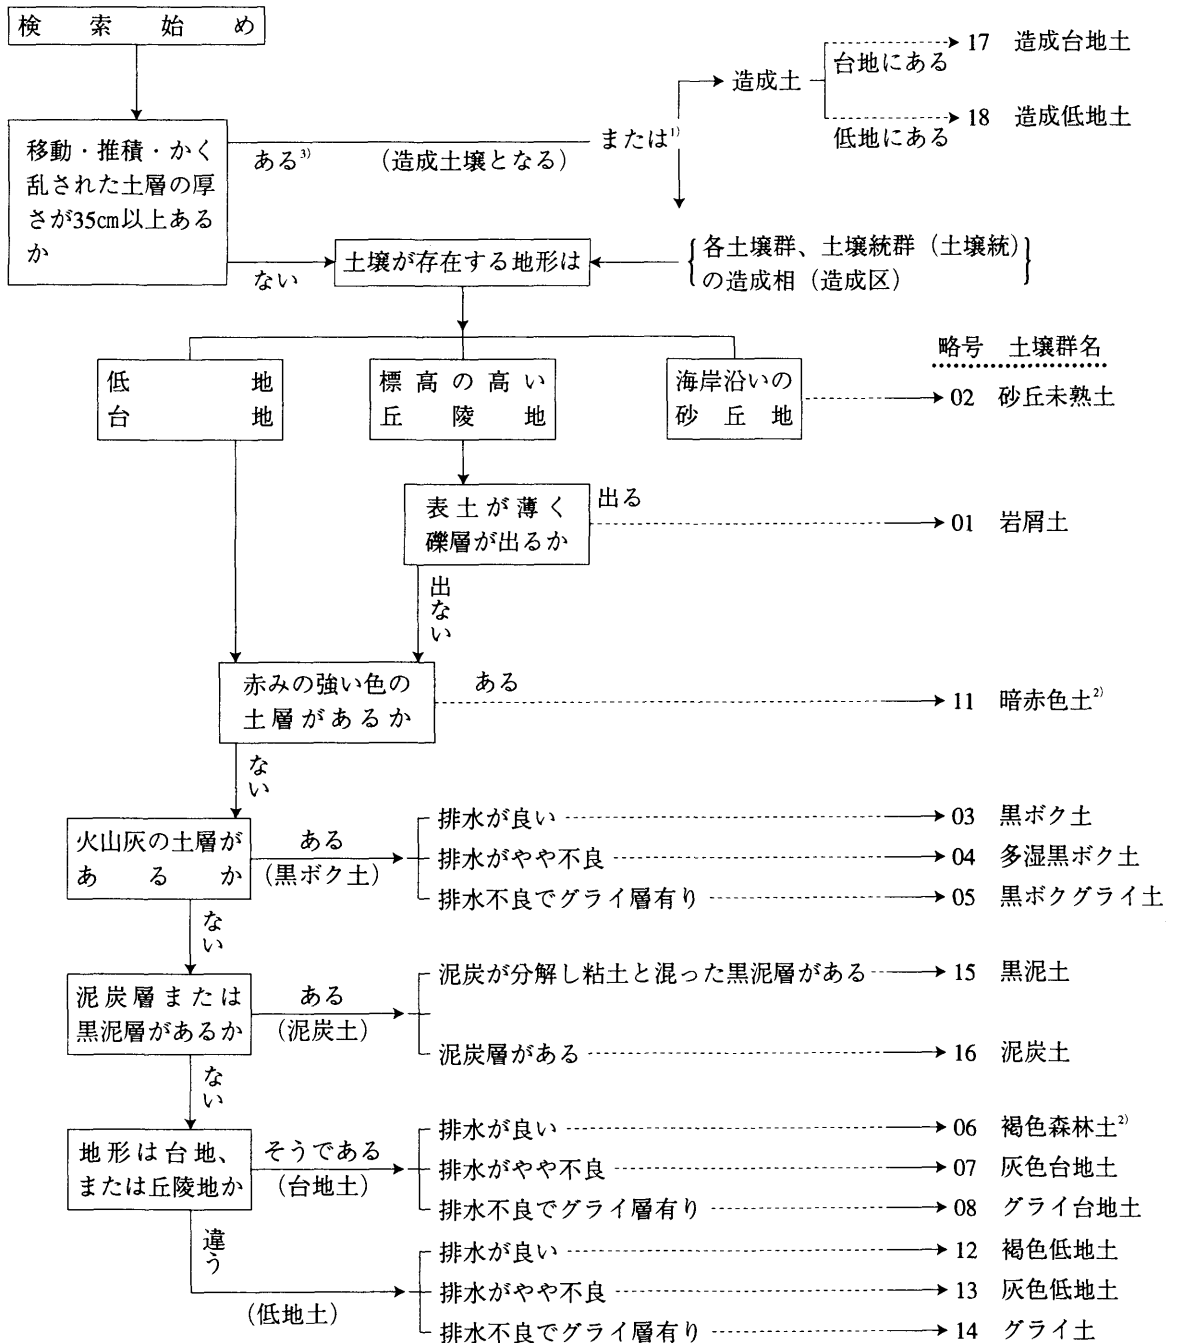 検索始め
移動・推積・かく
乱された土層の厚
さが35㎝以上ある
か
ある³⁾ （造成土壌となる）
または¹⁾
造成土
台地にある
17 造成台地土
低地にある
18 造成低地土
ない
土壌が存在する地形は
各土壌群、土壌統群（土壌統）
の造成相（造成区）
略号 土壌群名
低地
台地
標高の高い
丘陵地
海岸沿いの
砂丘地
02 砂丘未熟土
表土が薄く
礫層が出るか
出る
01 岩屑土
出ない
赤みの強い色の
土層があるか
ある
11 暗赤色土²⁾
ない
火山灰の土層が
あるか
ある
（黒ボク土）
排水が良い
03 黒ボク土
排水がやや不良
04 多湿黒ボク土
排水不良でグライ層有り
05 黒ボクグライ土
ない
泥炭層または
黒泥層があるか
ある
（泥炭土）
泥炭が分解し粘土と混った黒泥層がある
15 黒泥土
泥炭層がある
16 泥炭土
ない
地形は台地、
または丘陵地か
そうである
（台地土）
排水が良い
06 褐色森林土²⁾
排水がやや不良
07 灰色台地土
排水不良でグライ層有り
08 グライ台地土
違う
（低地土）
排水が良い
12 褐色低地土
排水がやや不良
13 灰色低地土
排水不良でグライ層有り
14 グライ土